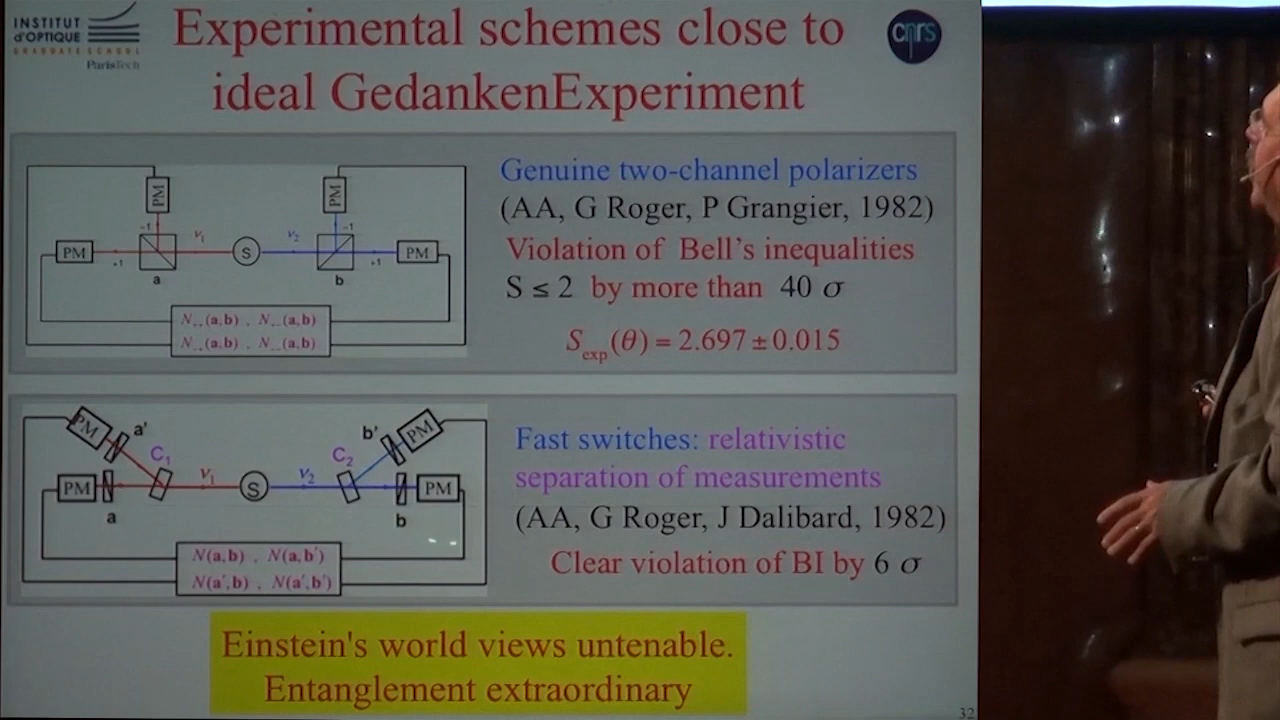 INSTITUT
d'OPTIQUE
GRADUATE SCHOOL
ParisTech
Experimental schemes close to
ideal GedankenExperiment
cnrs
PM
PM
-1
-1
PM
ν₁
S
ν₂
PM
+1
+1
a
b
N₊₊(a,b) , N₊₋(a,b)
N₋₊(a,b) , N₋₋(a,b)
Genuine two-channel polarizers
(AA, G Roger, P Grangier, 1982)
Violation of Bell's inequalities
S ≤ 2 by more than 40 σ
S_exp(θ) = 2.697 ± 0.015
PM
a'
b'
PM
C₁
C₂
PM
ν₁
S
ν₂
PM
a
b
N(a,b) , N(a,b')
N(a',b) , N(a',b')
Fast switches: relativistic
separation of measurements
(AA, G Roger, J Dalibard, 1982)
Clear violation of BI by 6 σ
Einstein's world views untenable.
Entanglement extraordinary
32